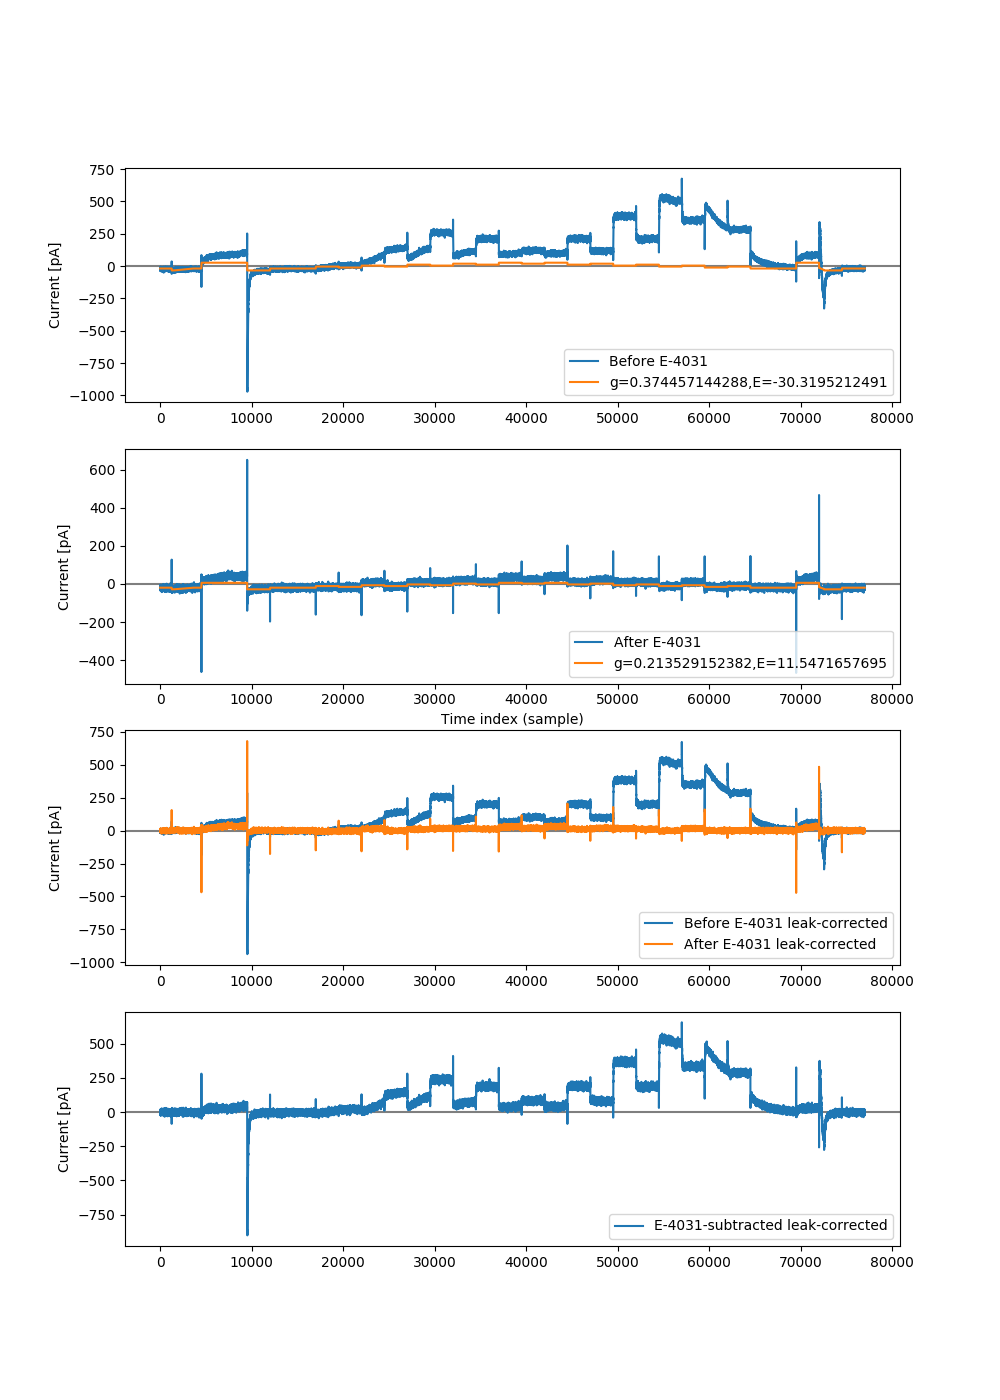 750
500
250
0
−250
−500
−750
−1000
Current [pA]
Before E-4031
g=0.374457144288,E=-30.3195212491
0 10000 20000 30000 40000 50000 60000 70000 80000
600
400
200
0
−200
−400
Current [pA]
After E-4031
g=0.213529152382,E=11.5471657695
0 10000 20000 30000 40000 50000 60000 70000 80000
Time index (sample)
750
500
250
0
−250
−500
−750
−1000
Current [pA]
Before E-4031 leak-corrected
After E-4031 leak-corrected
0 10000 20000 30000 40000 50000 60000 70000 80000
500
250
0
−250
−500
−750
Current [pA]
E-4031-subtracted leak-corrected
0 10000 20000 30000 40000 50000 60000 70000 80000